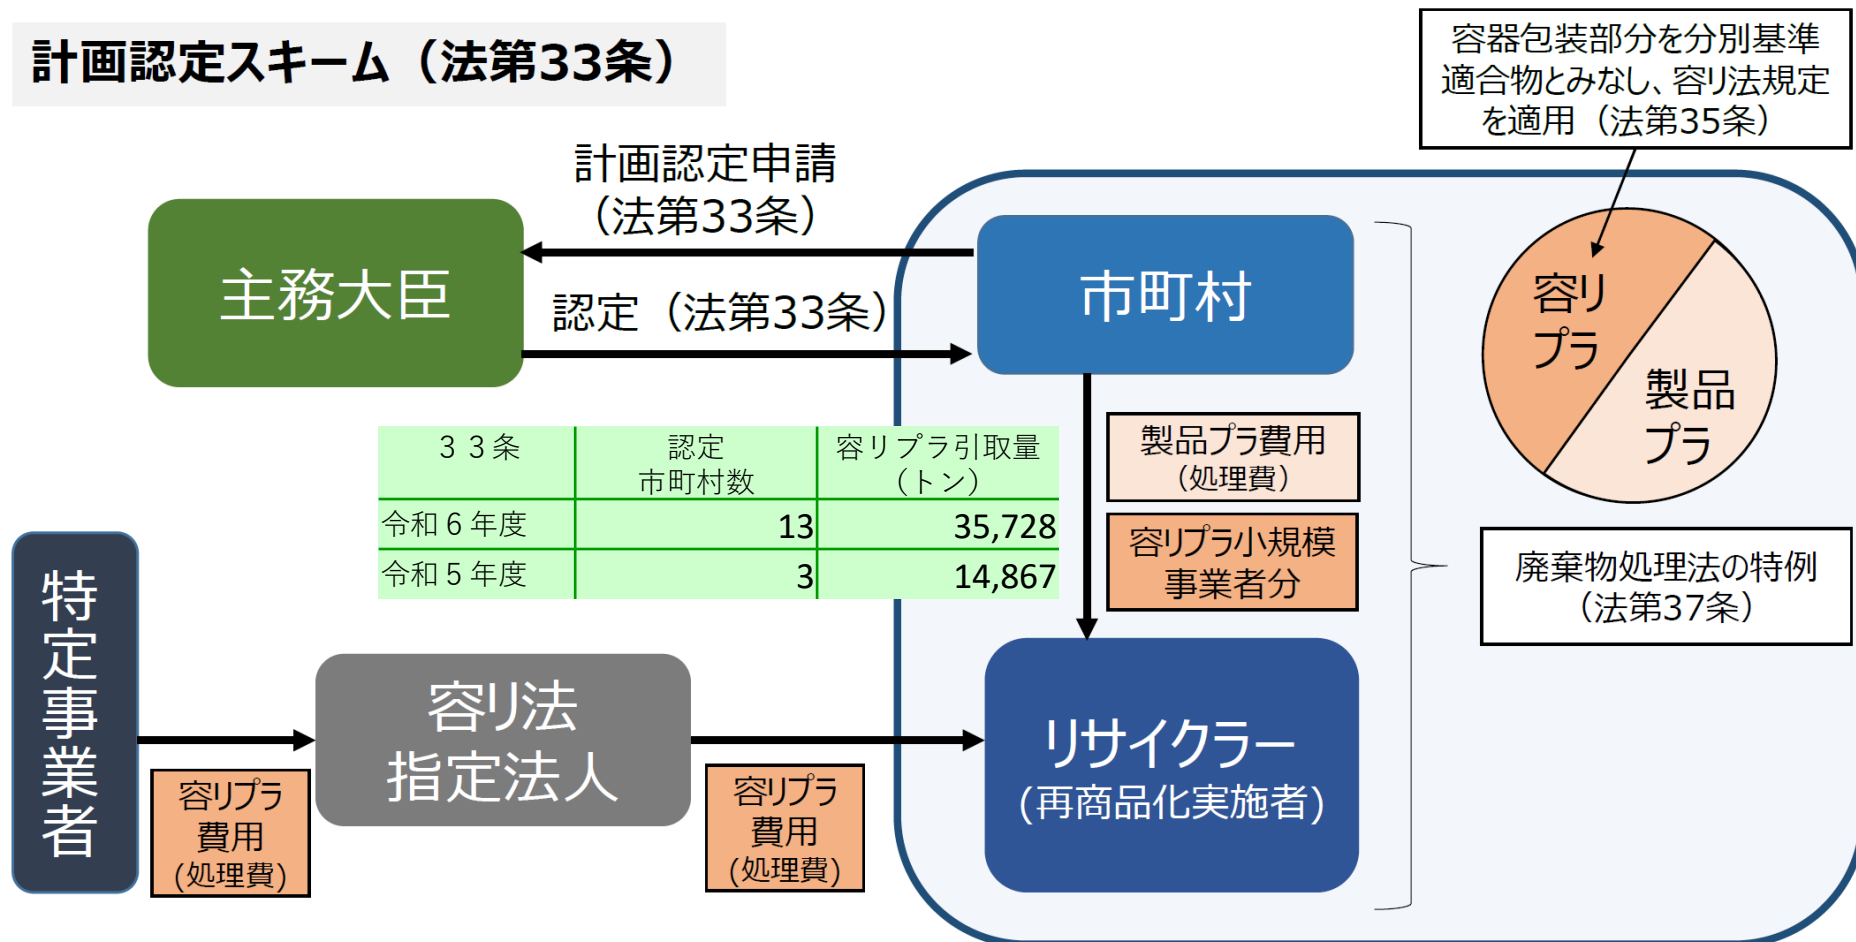 計画認定スキーム（法第33条）
容器包装部分を分別基準
適合物とみなし、容リ法規定
を適用（法第35条）
計画認定申請
（法第33条）
主務大臣
認定（法第33条）
市町村
容リ
プラ
製品
プラ
３３条 認定 市町村数 容リプラ引取量 （トン）
令和６年度 13 35,728
令和５年度 3 14,867
製品プラ費用
（処理費）
容リプラ小規模
事業者分
廃棄物処理法の特例
（法第37条）
特定事業者
容リプラ
費用
(処理費)
容リ法
指定法人
容リプラ
費用
(処理費)
リサイクラー
(再商品化実施者)